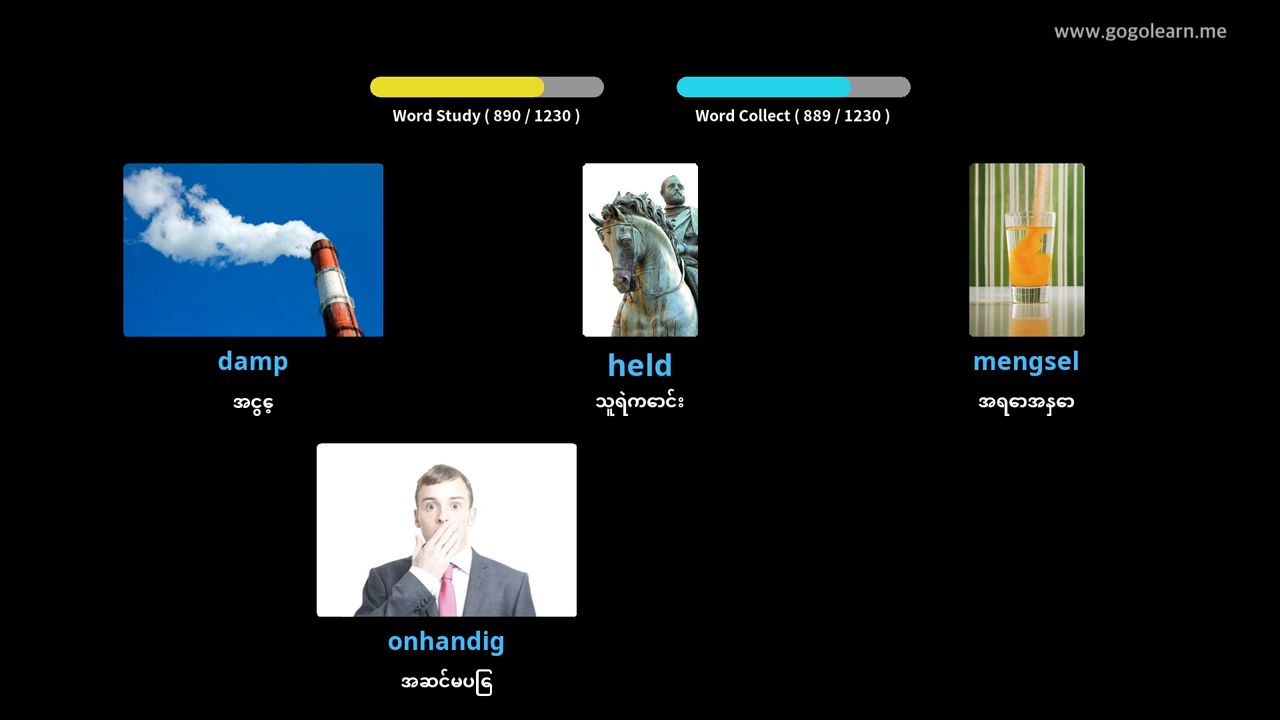 www.gogolearn.me
Word Study ( 890 / 1230 )
Word Collect ( 889 / 1230 )
damp
held
mengsel
အငွေ့
သူရဲကောင်း
အရောအနှော
onhandig
အဆင်မပြေ